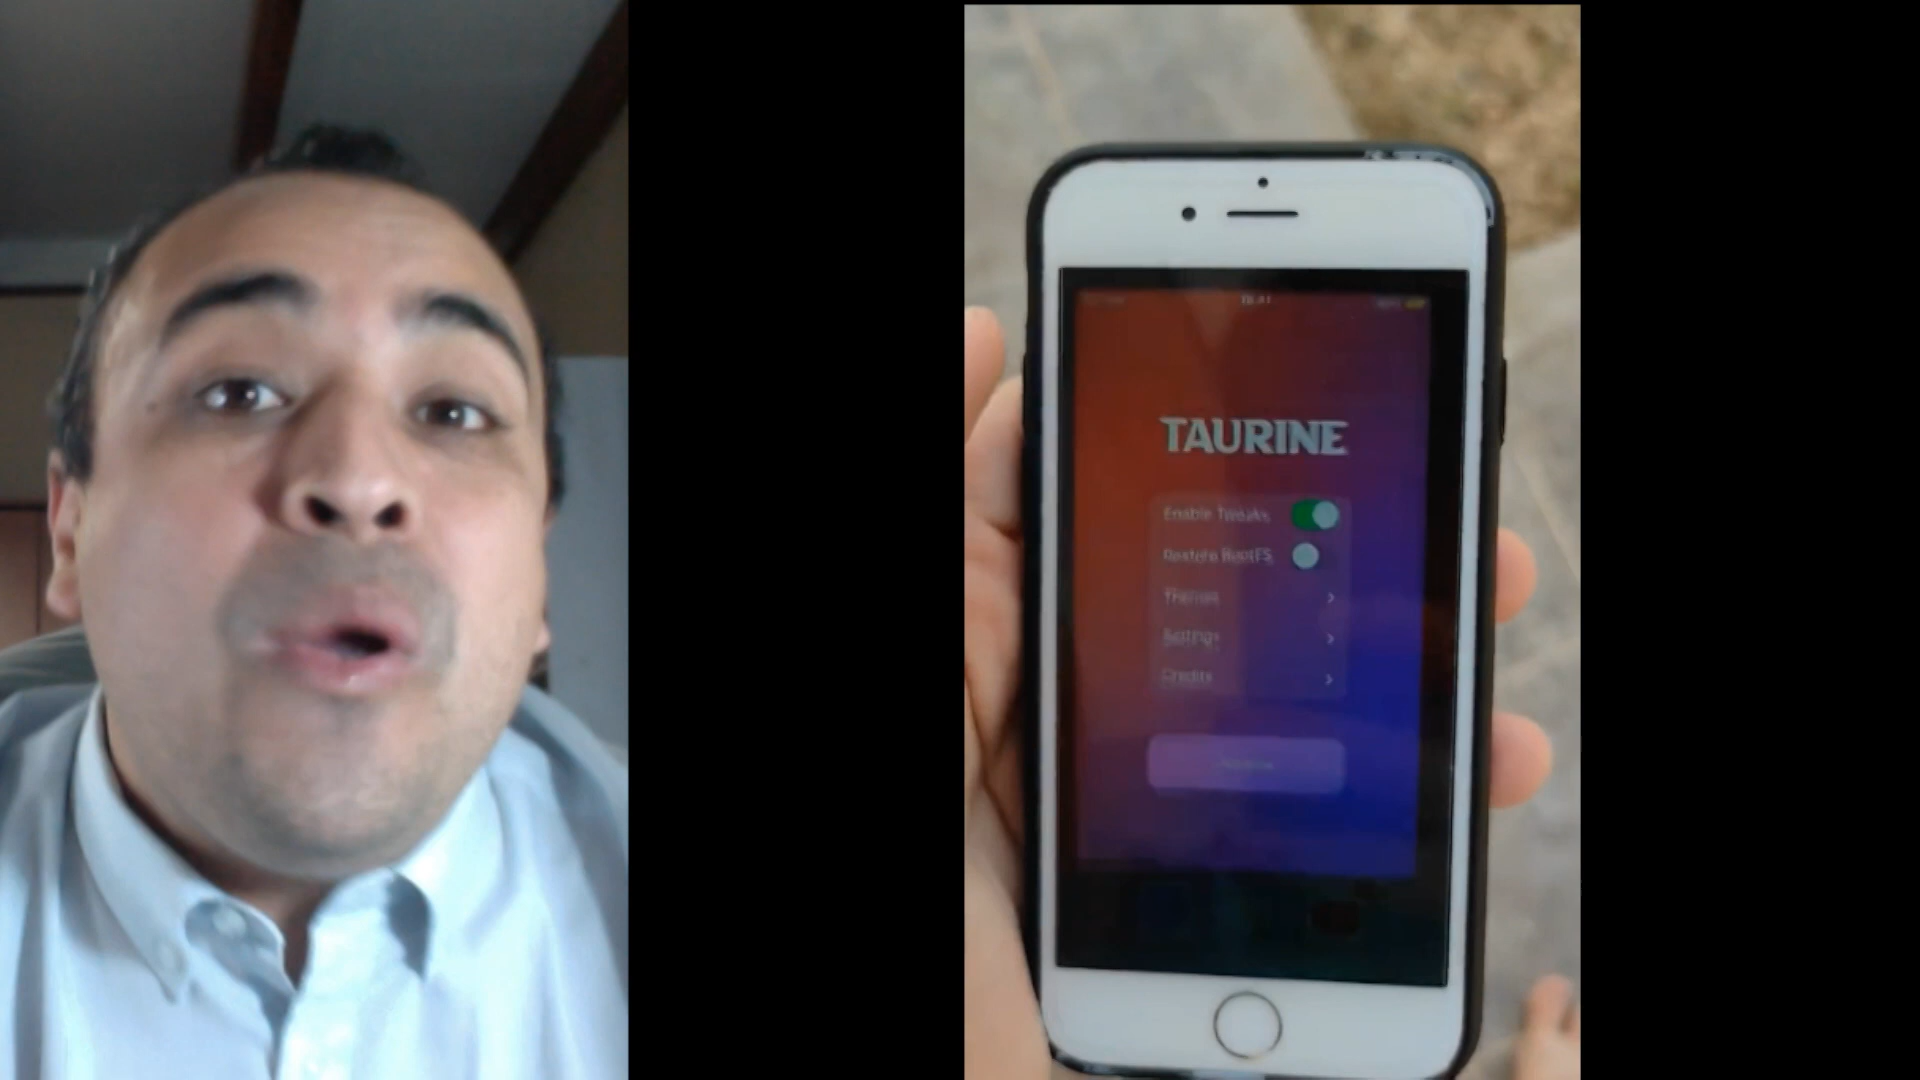 TAURINE
Enable Tweaks
Restore RootFS
Themes
Settings
Credits